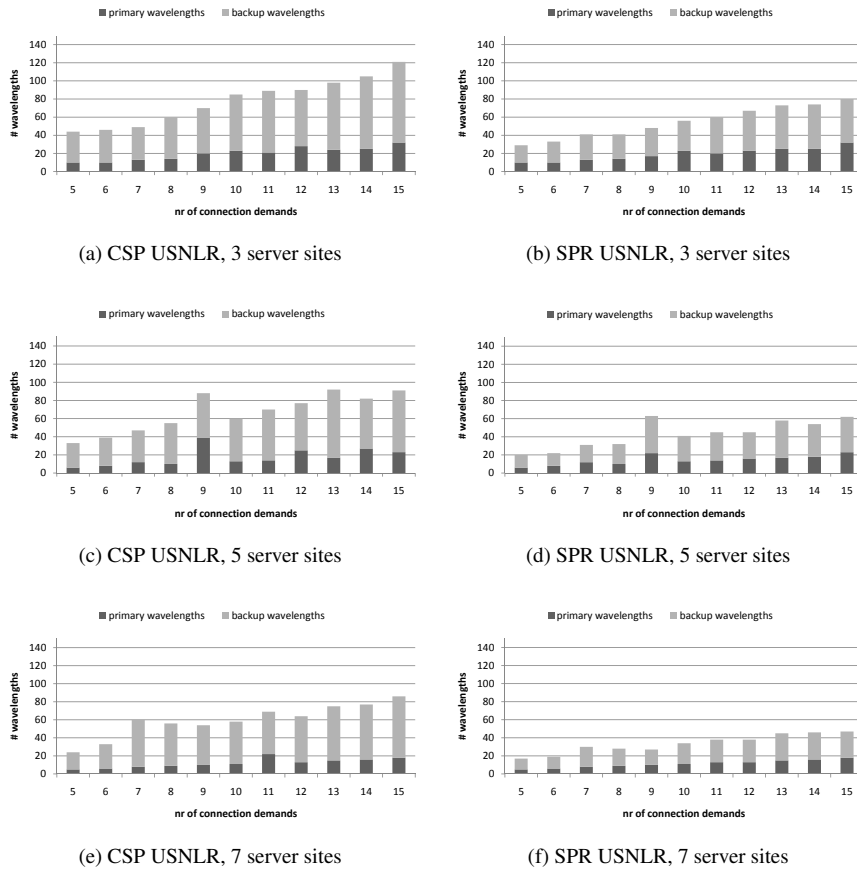 primary wavelengths backup wavelengths
140
120
100
80
60
40
20
0
# wavelengths
5 6 7 8 9 10 11 12 13 14 15
nr of connection demands
(a) CSP USNLR, 3 server sites
primary wavelengths backup wavelengths
140
120
100
80
60
40
20
0
# wavelengths
5 6 7 8 9 10 11 12 13 14 15
nr of connection demands
(b) SPR USNLR, 3 server sites
primary wavelengths backup wavelengths
140
120
100
80
60
40
20
0
# wavelengths
5 6 7 8 9 10 11 12 13 14 15
nr of connection demands
(c) CSP USNLR, 5 server sites
primary wavelengths backup wavelengths
140
120
100
80
60
40
20
0
# wavelengths
5 6 7 8 9 10 11 12 13 14 15
nr of connection demands
(d) SPR USNLR, 5 server sites
primary wavelengths backup wavelengths
140
120
100
80
60
40
20
0
# wavelengths
5 6 7 8 9 10 11 12 13 14 15
nr of connection demands
(e) CSP USNLR, 7 server sites
primary wavelengths backup wavelengths
140
120
100
80
60
40
20
0
# wavelengths
5 6 7 8 9 10 11 12 13 14 15
nr of connection demands
(f) SPR USNLR, 7 server sites